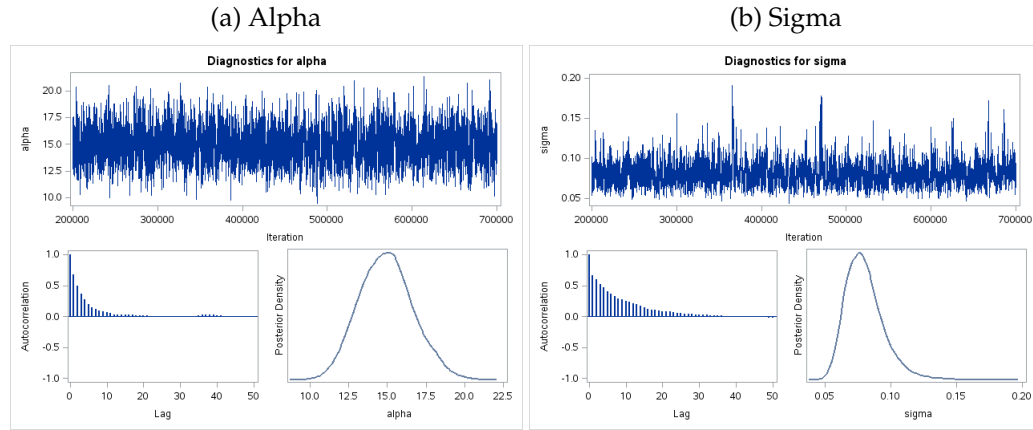 (a) Alpha
Diagnostics for alpha
alpha
20.0
17.5
15.0
12.5
10.0
200000 300000 400000 500000 600000 700000
Iteration
Autocorrelation
1.0
0.5
0.0
-0.5
-1.0
0 10 20 30 40 50
Lag
Posterior Density
10.0 12.5 15.0 17.5 20.0 22.5
alpha
(b) Sigma
Diagnostics for sigma
sigma
0.20
0.15
0.10
0.05
200000 300000 400000 500000 600000 700000
Iteration
Autocorrelation
1.0
0.5
0.0
-0.5
-1.0
0 10 20 30 40 50
Lag
Posterior Density
0.05 0.10 0.15 0.20
sigma